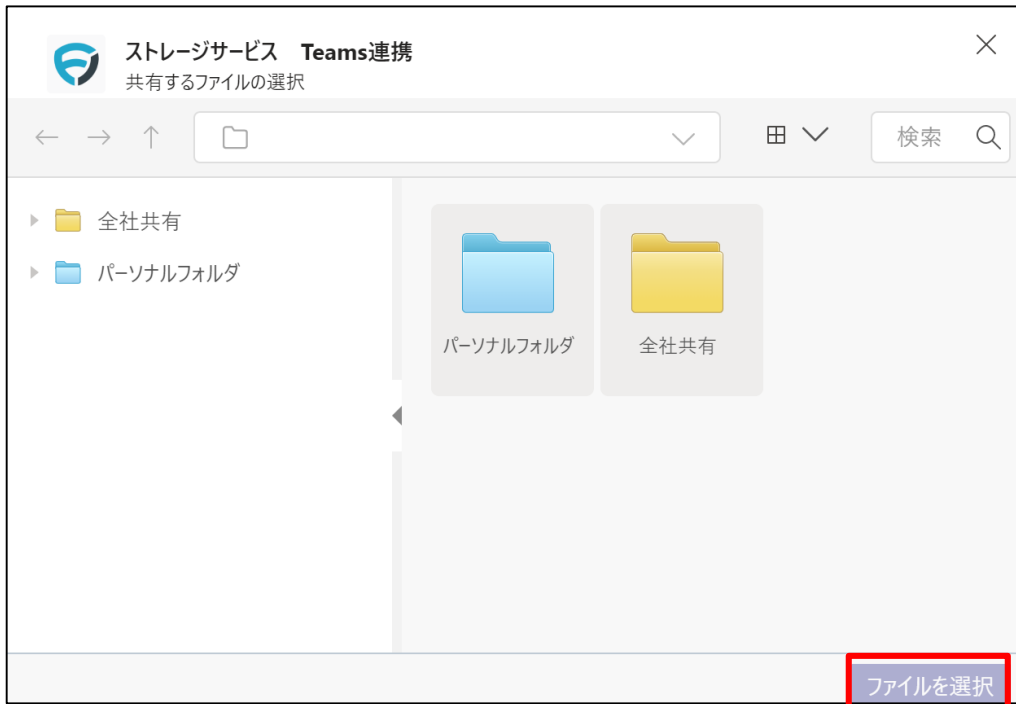 ストレージサービス　Teams連携
共有するファイルの選択
検索
全社共有
パーソナルフォルダ
パーソナルフォルダ
全社共有
ファイルを選択